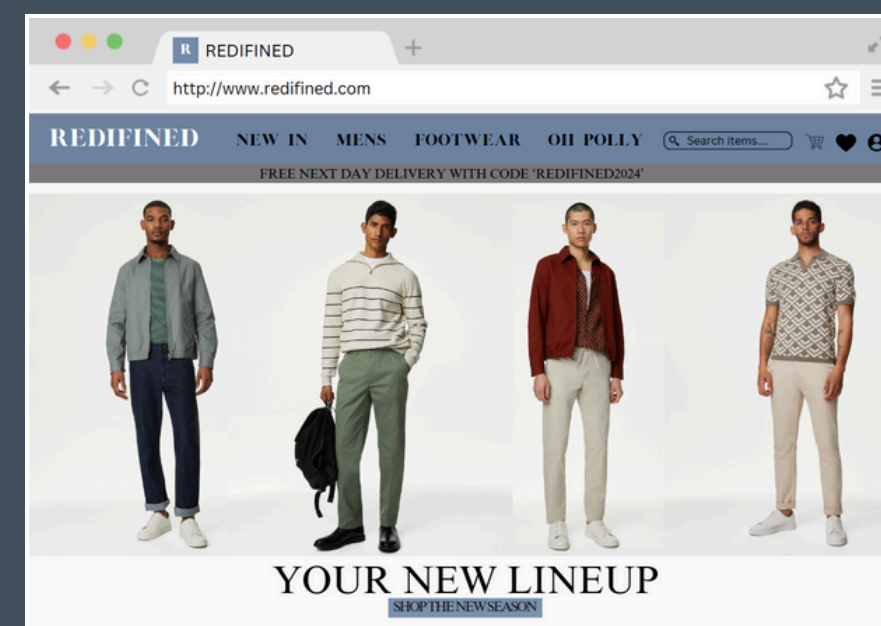 R REDIFINED
http://www.redifined.com
REDIFINED NEW IN MENS FOOTWEAR OH POLLY Search items....
FREE NEXT DAY DELIVERY WITH CODE 'REDIFINED2024'
YOUR NEW LINEUP
SHOP THE NEW SEASON